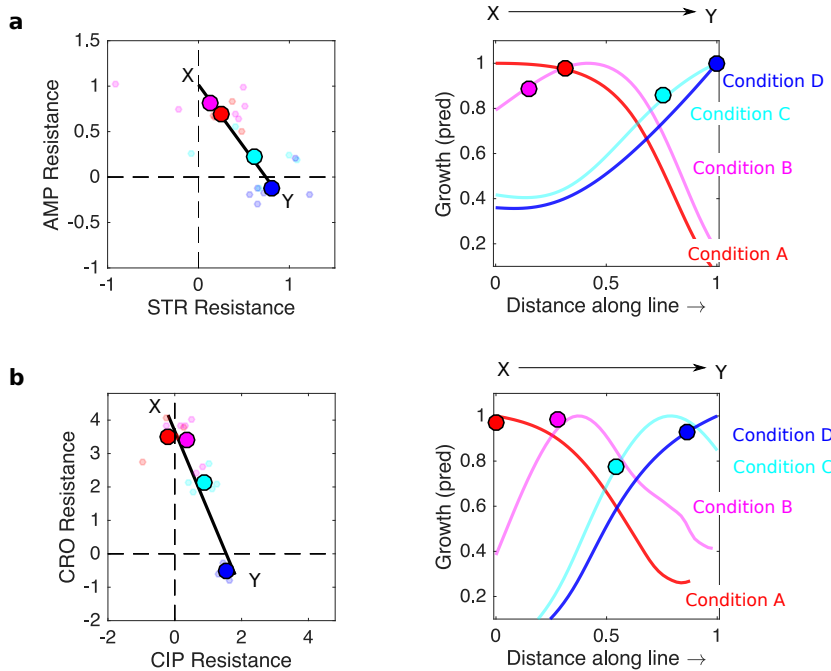 a
X
Y
AMP Resistance
1.5
1
0.5
0
-0.5
-1
X
Y
0
1
STR Resistance
Growth (pred)
1
0.8
0.6
0.4
0.2
Condition D
Condition C
Condition B
Condition A
0
0.5
1
Distance along line →
b
X
Y
CRO Resistance
4
3
2
1
0
-1
-2
X
Y
-2
0
2
4
CIP Resistance
Growth (pred)
1
0.8
0.6
0.4
0.2
Condition D
Condition C
Condition B
Condition A
0
0.5
1
Distance along line →